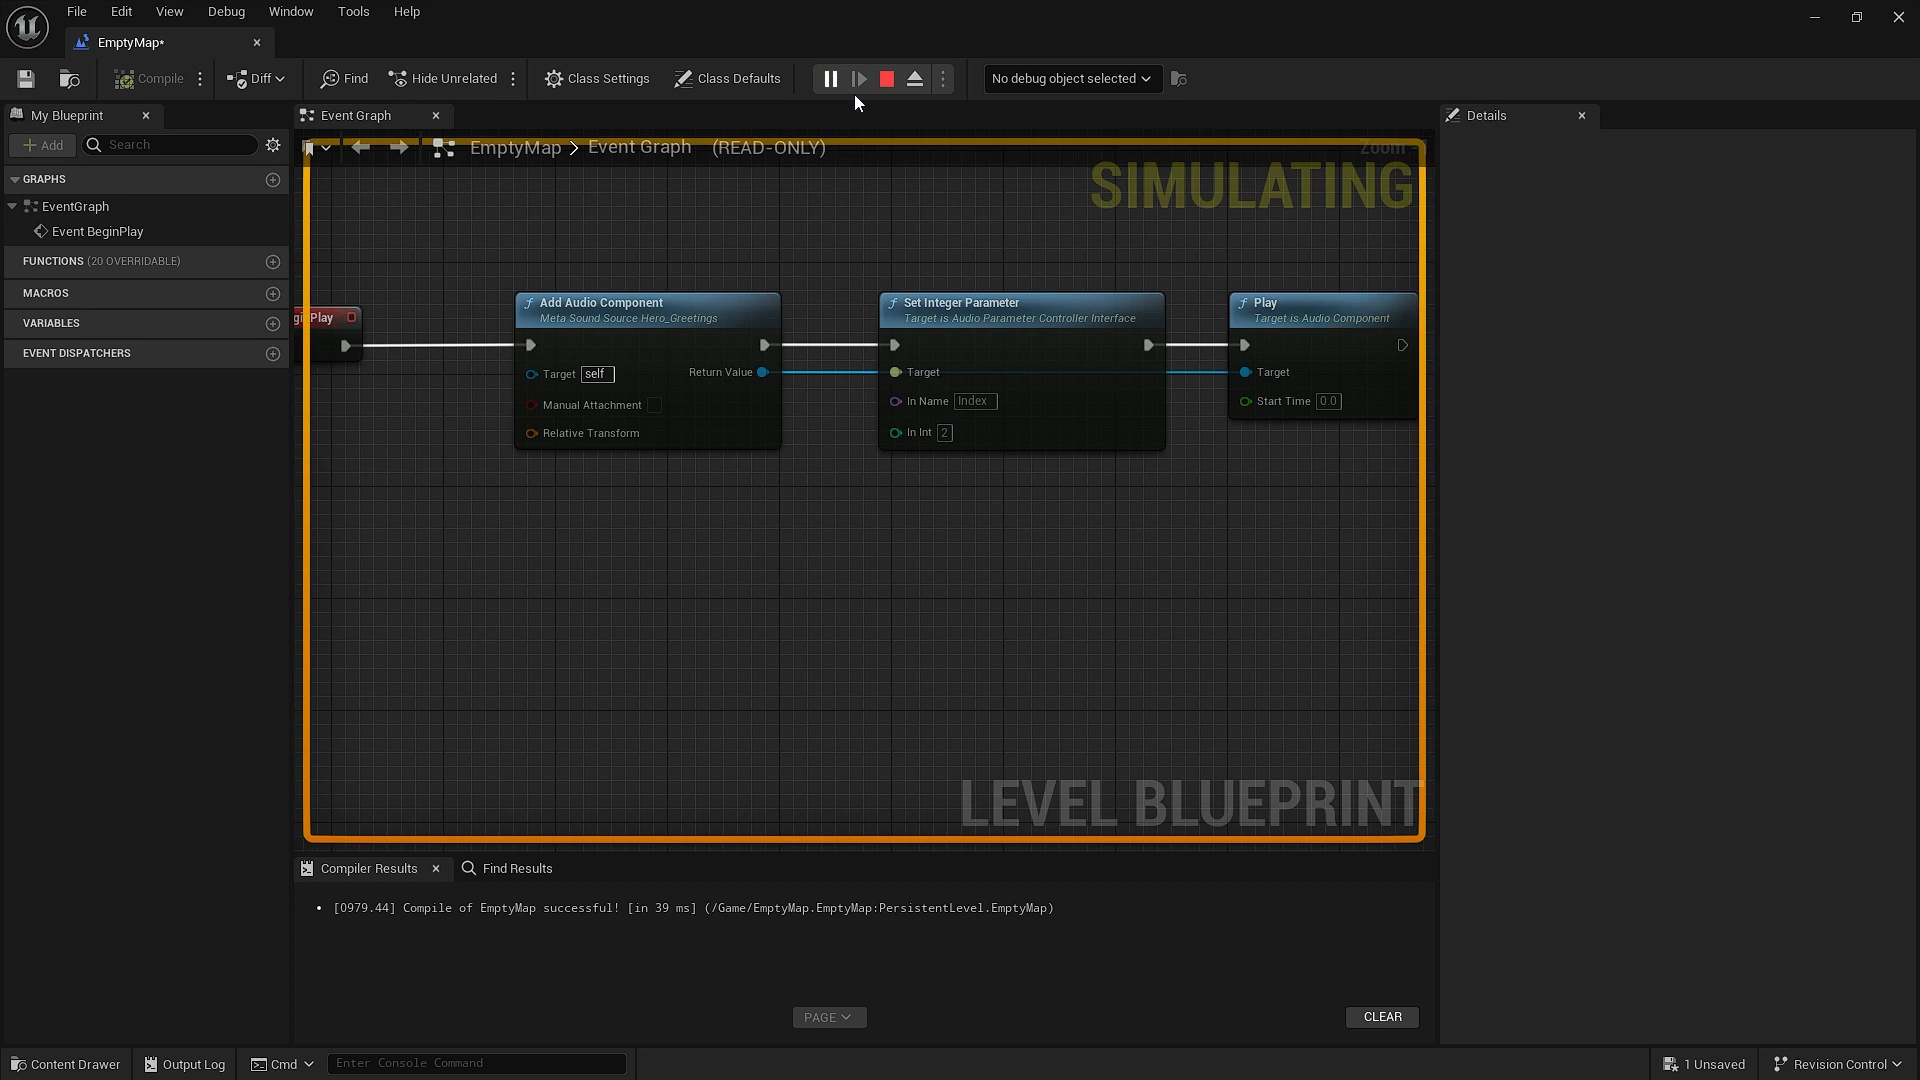 File Edit View Debug Window Tools Help
EmptyMap*
Compile Diff Find Hide Unrelated Class Settings Class Defaults No debug object selected
My Blueprint Event Graph Details
Add Search
EmptyMap > Event Graph (READ-ONLY) Zoom
SIMULATING
GRAPHS
EventGraph
Event BeginPlay
FUNCTIONS (20 OVERRIDABLE)
MACROS
VARIABLES
EVENT DISPATCHERS
Play
Add Audio Component
Meta Sound Source Hero_Greetings
Target self Return Value
Manual Attachment
Relative Transform
Set Integer Parameter
Target is Audio Parameter Controller Interface
Target
In Name Index
In Int 2
Play
Target is Audio Component
Target
Start Time 0.0
LEVEL BLUEPRINT
Compiler Results Find Results
• [0979.44] Compile of EmptyMap successful! [in 39 ms] (/Game/EmptyMap.EmptyMap:PersistentLevel.EmptyMap)
PAGE CLEAR
Content Drawer Output Log Cmd Enter Console Command 1 Unsaved Revision Control